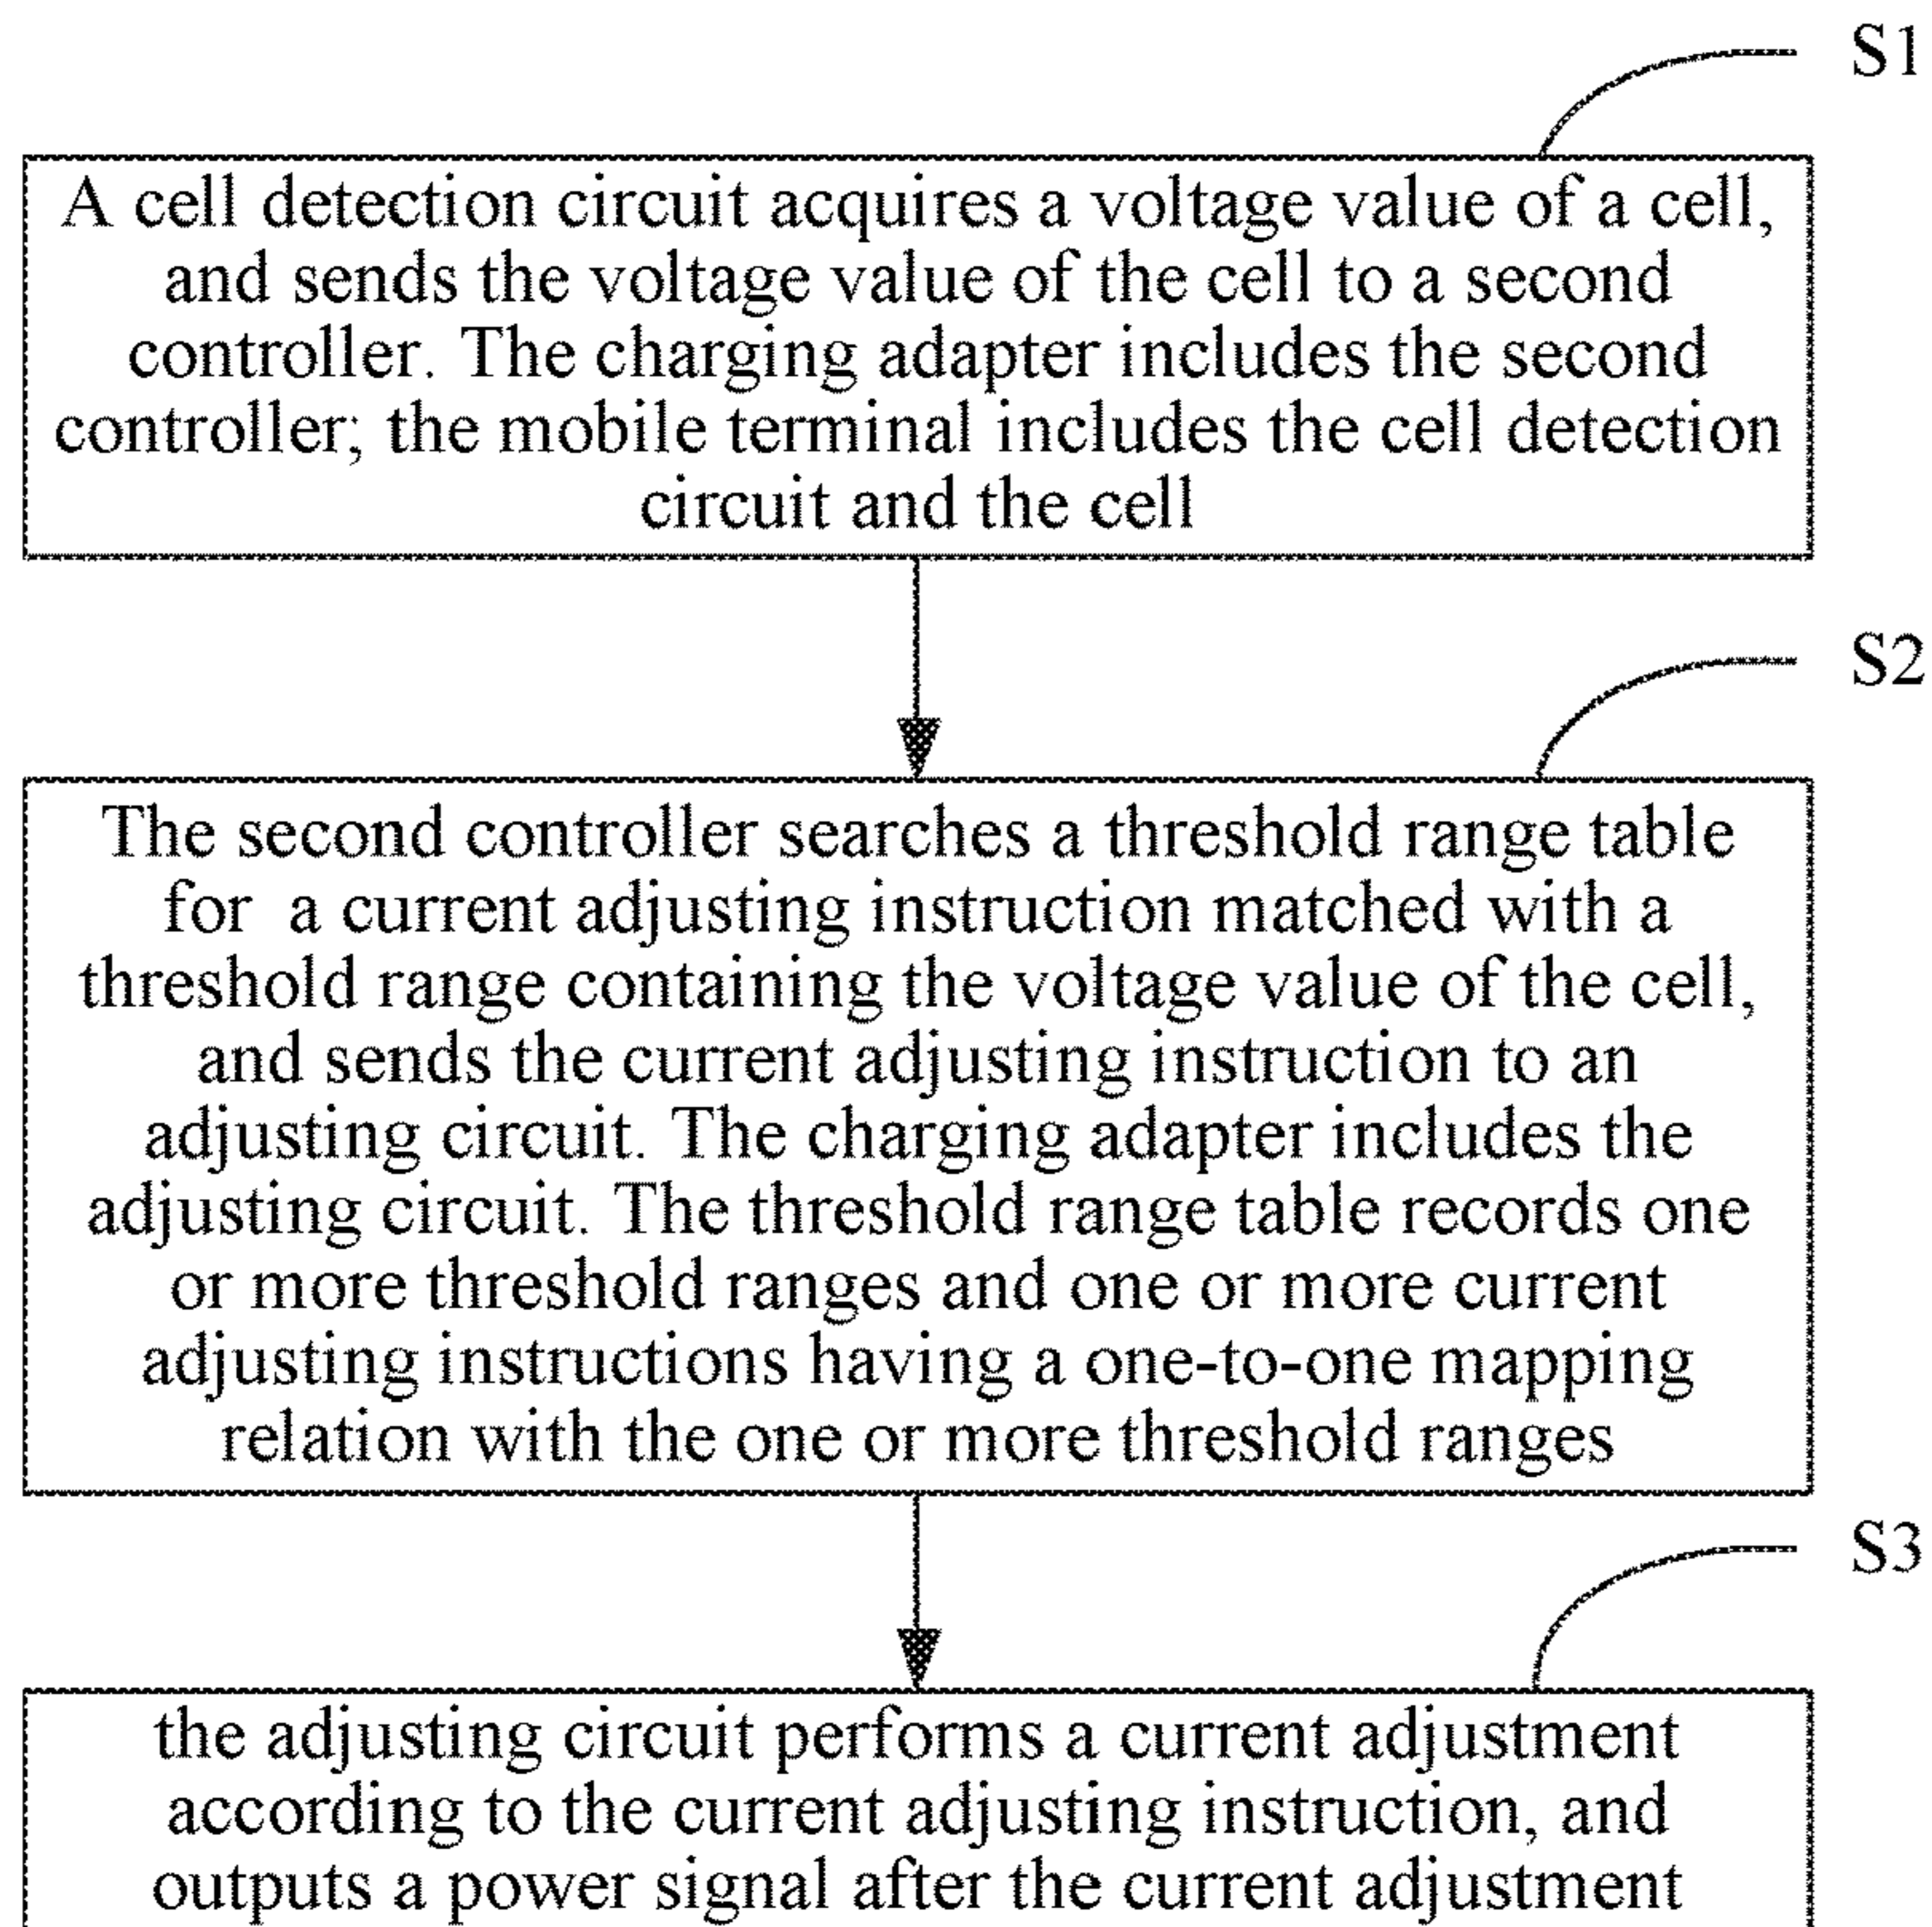 S1
A cell detection circuit acquires a voltage value of a cell,
and sends the voltage value of the cell to a second
controller. The charging adapter includes the second
controller; the mobile terminal includes the cell detection
circuit and the cell
S2
The second controller searches a threshold range table
for a current adjusting instruction matched with a
threshold range containing the voltage value of the cell,
and sends the current adjusting instruction to an
adjusting circuit. The charging adapter includes the
adjusting circuit. The threshold range table records one
or more threshold ranges and one or more current
adjusting instructions having a one-to-one mapping
relation with the one or more threshold ranges
S3
the adjusting circuit performs a current adjustment
according to the current adjusting instruction, and
outputs a power signal after the current adjustment